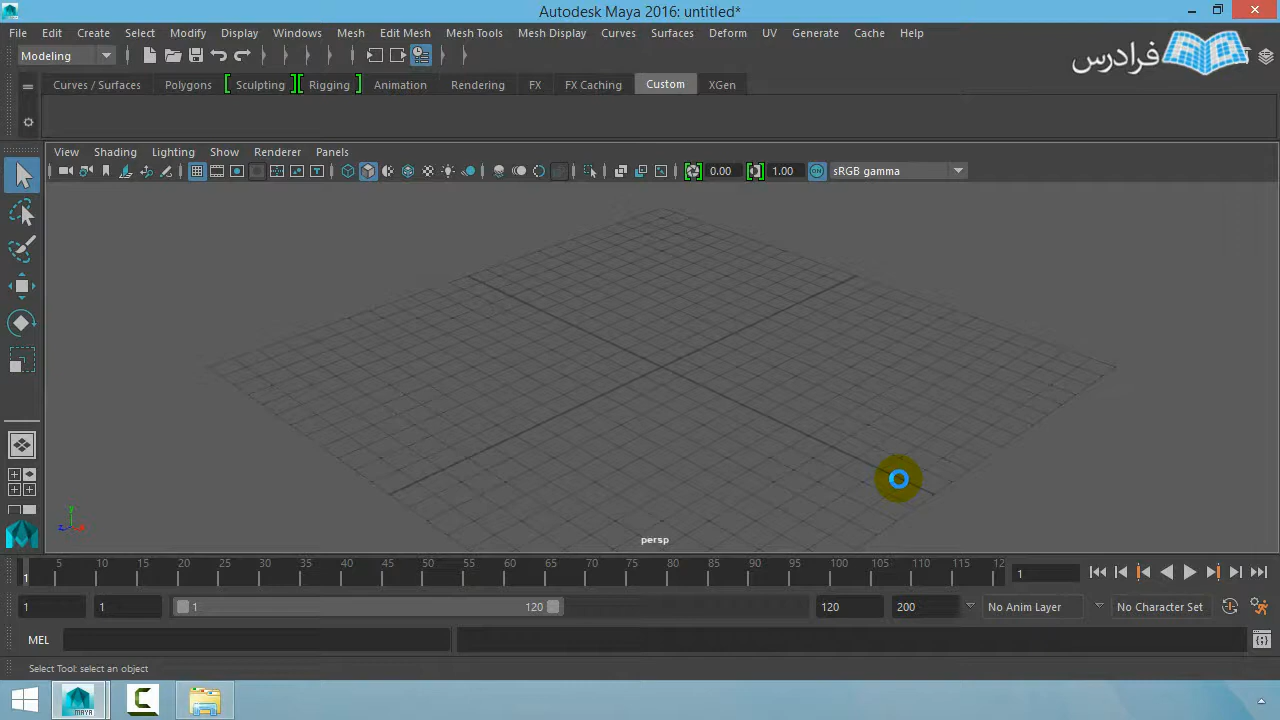 Autodesk Maya 2016: untitled*
File Edit Create Select Modify Display Windows Mesh Edit Mesh Mesh Tools Mesh Display Curves Surfaces Deform UV Generate Cache Help
Modeling
فرادرس
Curves / Surfaces Polygons Sculpting Rigging Animation Rendering FX FX Caching Custom XGen
View Shading Lighting Show Renderer Panels
0.00 1.00 ON sRGB gamma
y
z x
persp
1 5 10 15 20 25 30 35 40 45 50 55 60 65 70 75 80 85 90 95 100 105 110 115 12 1
1 1 1 120 120 200 No Anim Layer No Character Set
MEL
Select Tool: select an object
MAYA